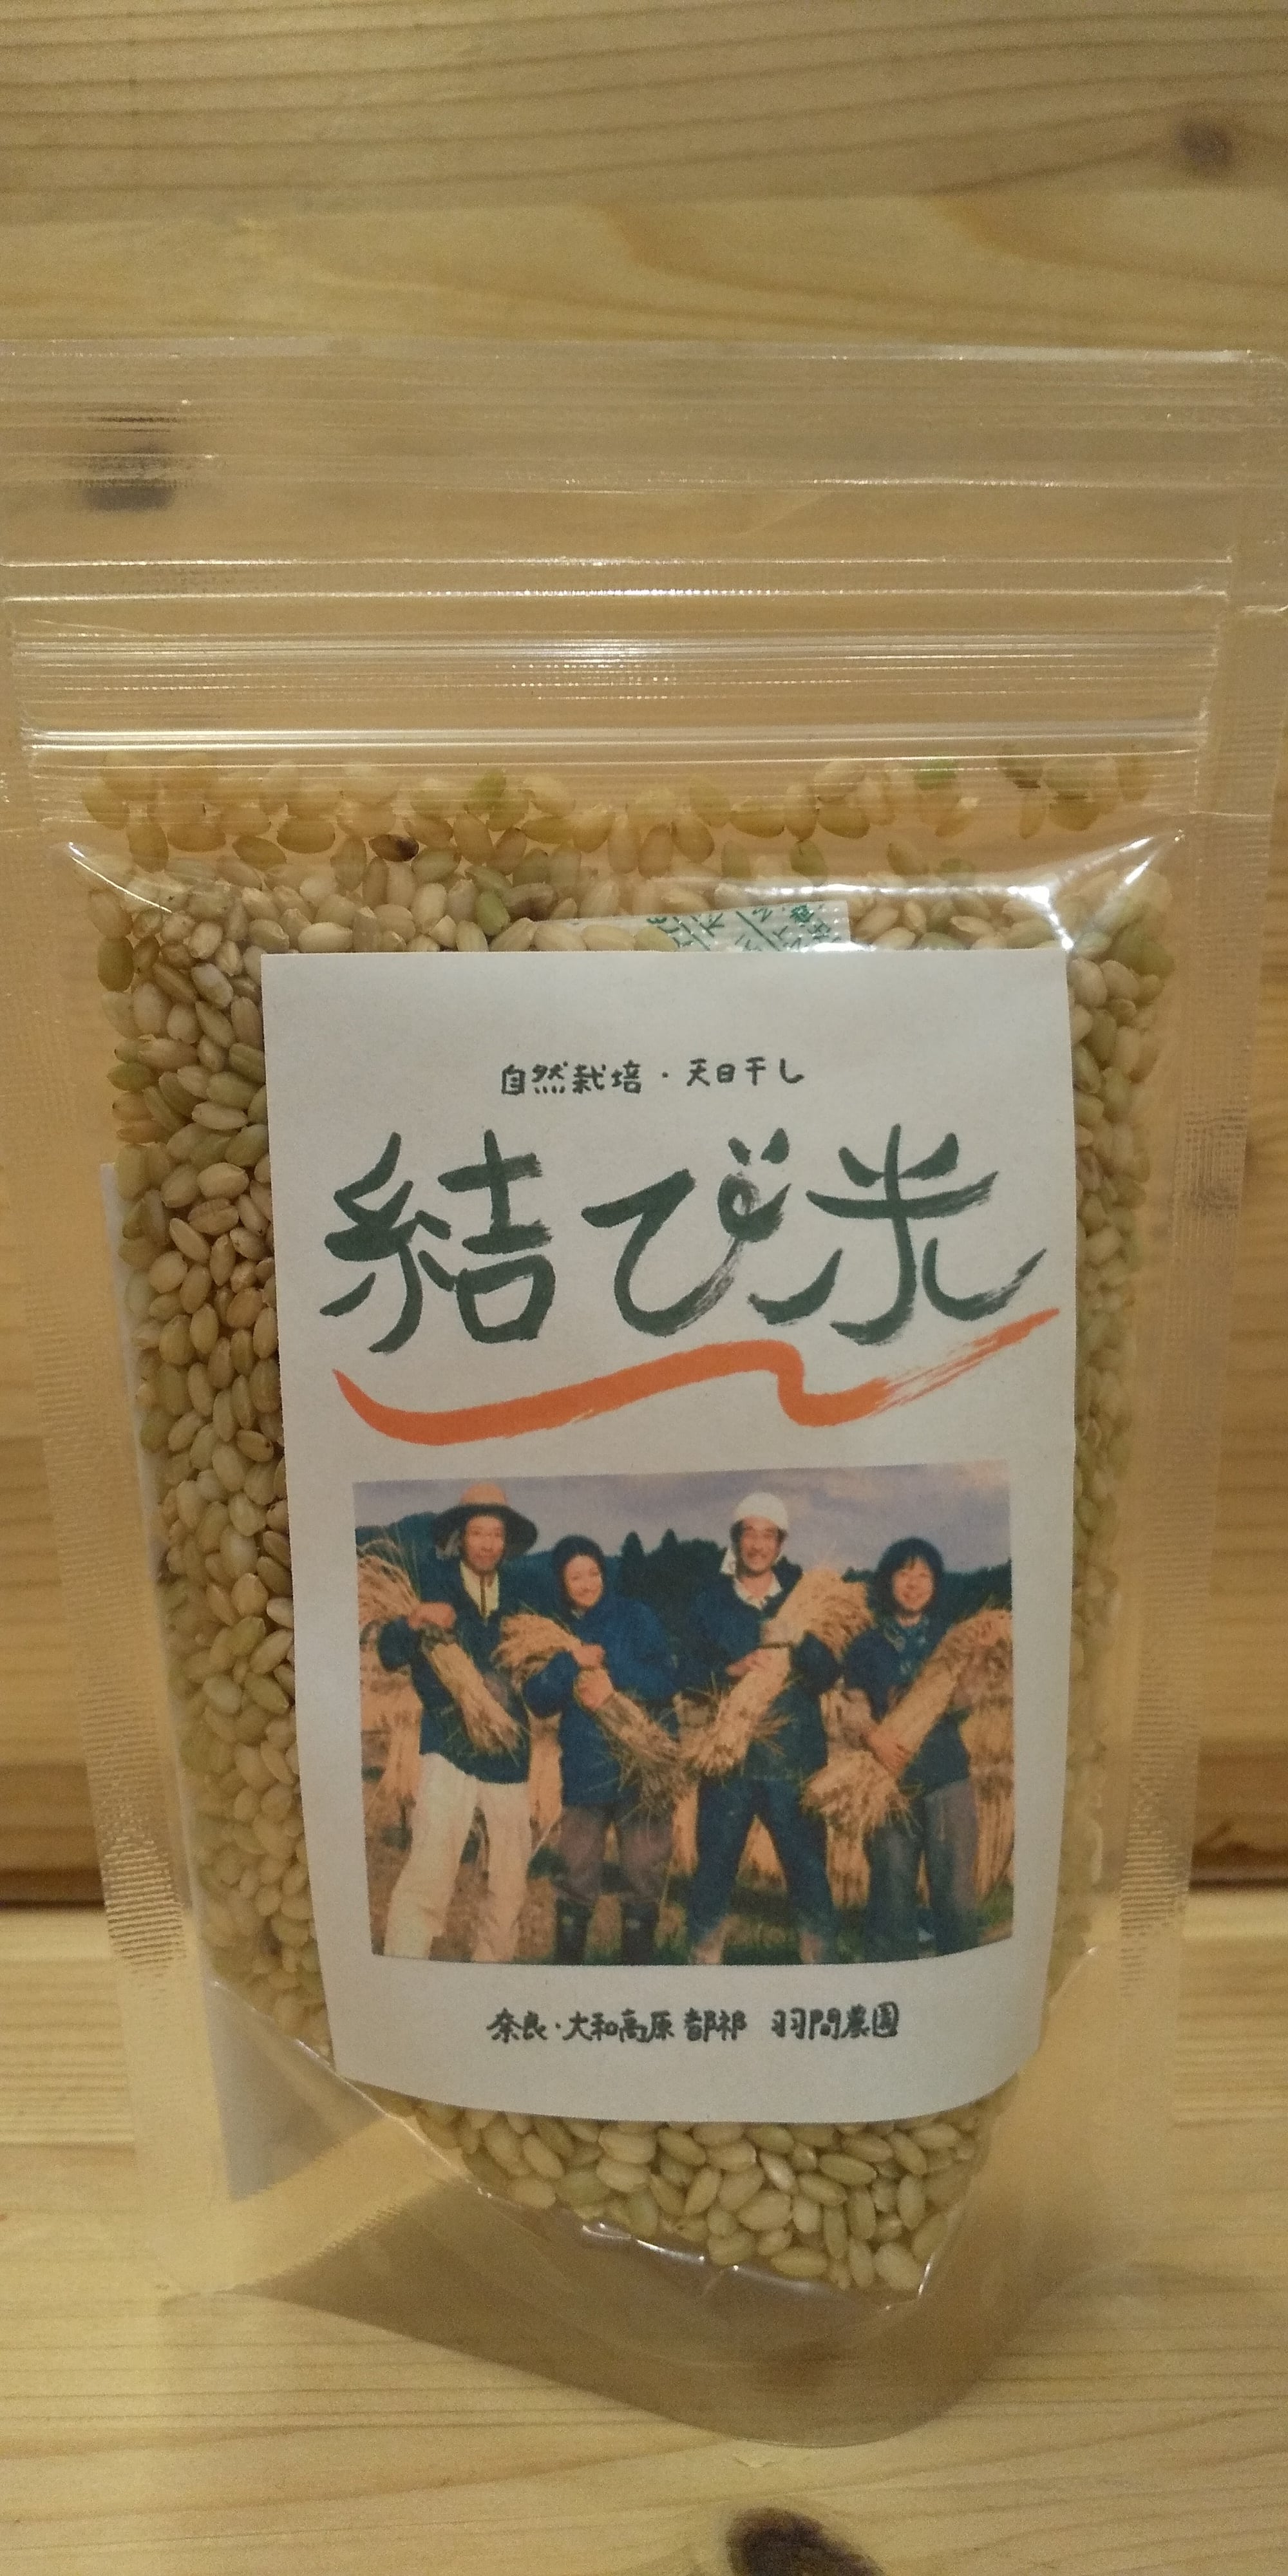 自然栽培・天日干し
結び米
奈良・大和高原都祁 羽間農園